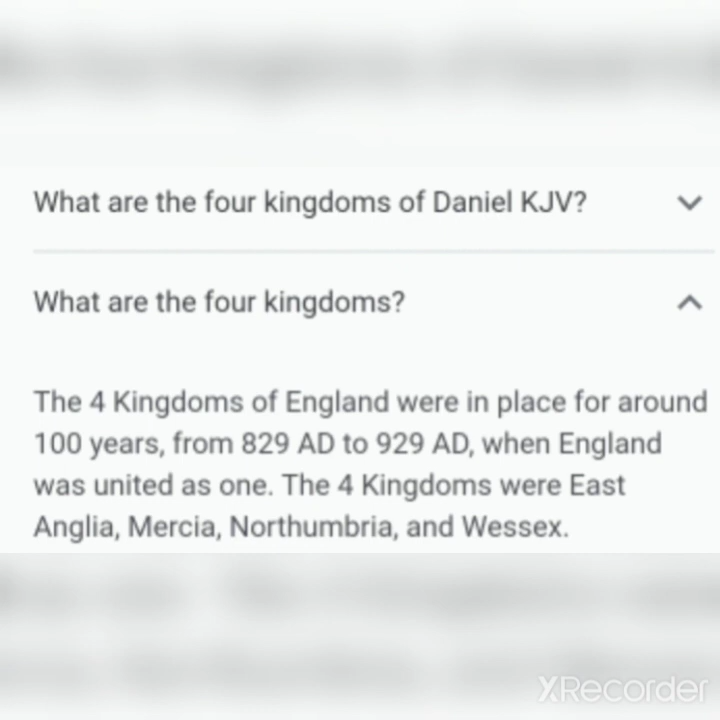 What are the four kingdoms of Daniel KJV?
What are the four kingdoms?
The 4 Kingdoms of England were in place for around
100 years, from 829 AD to 929 AD, when England
was united as one. The 4 Kingdoms were East
Anglia, Mercia, Northumbria, and Wessex.
XRecorder